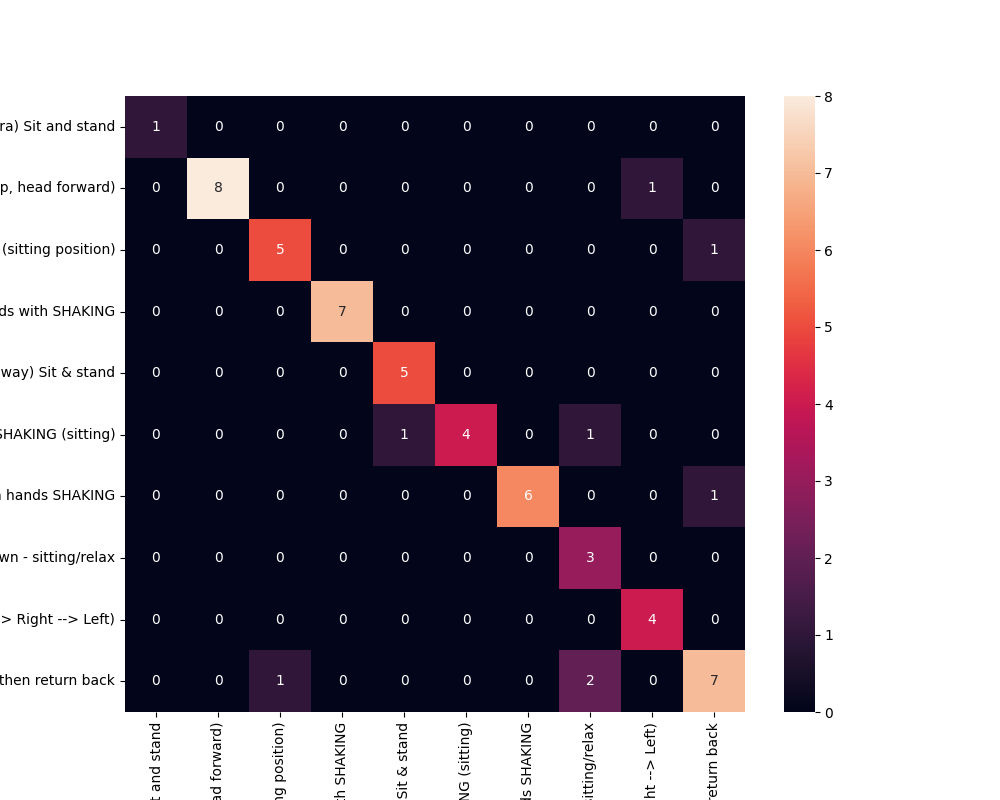 ra) Sit and stand 1 0 0 0 0 0 0 0 0 0
p, head forward) 0 8 0 0 0 0 0 0 1 0
(sitting position) 0 0 5 0 0 0 0 0 0 1
ds with SHAKING 0 0 0 7 0 0 0 0 0 0
way) Sit & stand 0 0 0 0 5 0 0 0 0 0
SHAKING (sitting) 0 0 0 0 1 4 0 1 0 0
hands SHAKING 0 0 0 0 0 0 6 0 0 1
wn - sitting/relax 0 0 0 0 0 0 0 3 0 0
> Right --> Left) 0 0 0 0 0 0 0 0 4 0
then return back 0 0 1 0 0 0 0 2 0 7
t and stand
ad forward)
ng position)
th SHAKING
Sit & stand
NG (sitting)
ds SHAKING
sitting/relax
ht --> Left)
return back
8
7
6
5
4
3
2
1
0